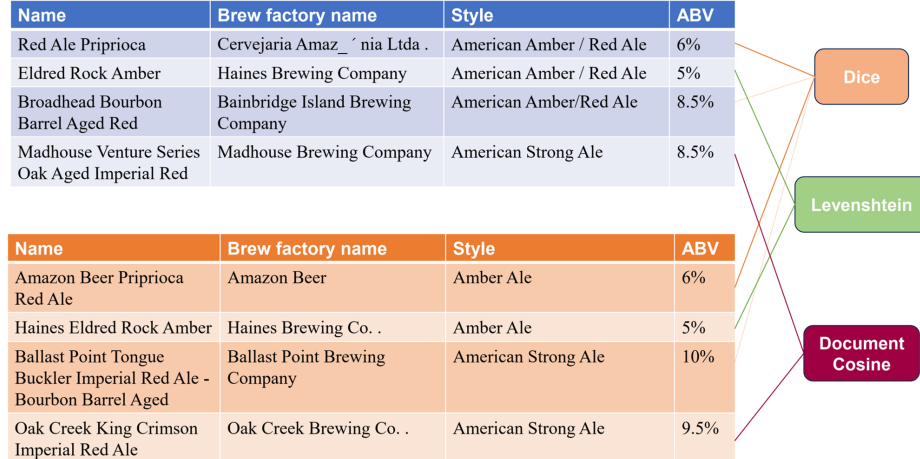 Name Brew factory name Style ABV
Red Ale Priprioca Cervejaria Amaz_ ´ nia Ltda . American Amber / Red Ale 6%
Eldred Rock Amber Haines Brewing Company American Amber / Red Ale 5%
Broadhead Bourbon Bainbridge Island Brewing American Amber/Red Ale 8.5%
Barrel Aged Red Company
Madhouse Venture Series Madhouse Brewing Company American Strong Ale 8.5%
Oak Aged Imperial Red
Dice
Levenshtein
Name Brew factory name Style ABV
Amazon Beer Priprioca Amazon Beer Amber Ale 6%
Red Ale
Haines Eldred Rock Amber Haines Brewing Co. . Amber Ale 5%
Ballast Point Tongue Ballast Point Brewing American Strong Ale 10%
Buckler Imperial Red Ale - Company
Bourbon Barrel Aged
Oak Creek King Crimson Oak Creek Brewing Co. . American Strong Ale 9.5%
Imperial Red Ale
Document
Cosine